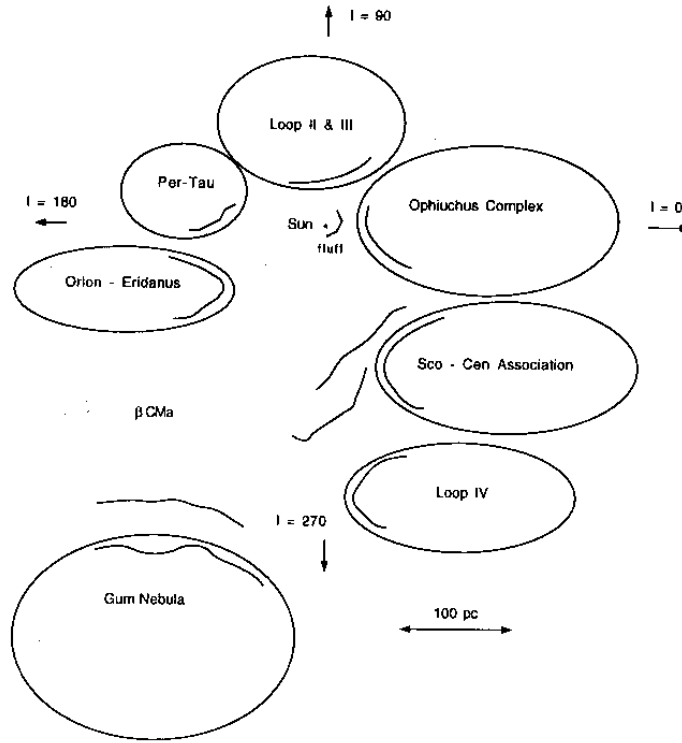 l = 90
Loop II & III
Per-Tau
l = 180
Ophiuchus Complex
l = 0
Sun
fluff
Orion - Eridanus
Sco - Cen Association
β CMa
Loop IV
l = 270
Gum Nebula
100 pc